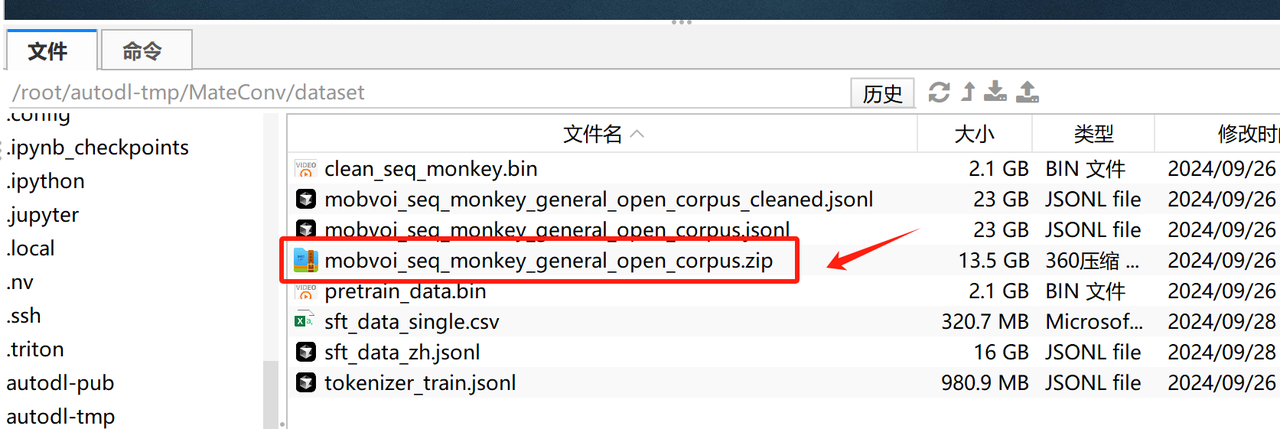 文件 命令
/root/autodl-tmp/MateConv/dataset 历史
.config
.ipynb_checkpoints
.ipython
.jupyter
.local
.nv
.ssh
.triton
autodl-pub
autodl-tmp
文件名 大小 类型 修改时间
clean_seq_monkey.bin 2.1 GB BIN 文件 2024/09/26
mobvoi_seq_monkey_general_open_corpus_cleaned.jsonl 23 GB JSONL file 2024/09/26
mobvoi_seq_monkey_general_open_corpus.jsonl 23 GB JSONL file 2024/09/26
mobvoi_seq_monkey_general_open_corpus.zip 13.5 GB 360压缩 ... 2024/09/26
pretrain_data.bin 2.1 GB BIN 文件 2024/09/26
sft_data_single.csv 320.7 MB Microsof... 2024/09/28
sft_data_zh.jsonl 16 GB JSONL file 2024/09/28
tokenizer_train.jsonl 980.9 MB JSONL file 2024/09/26